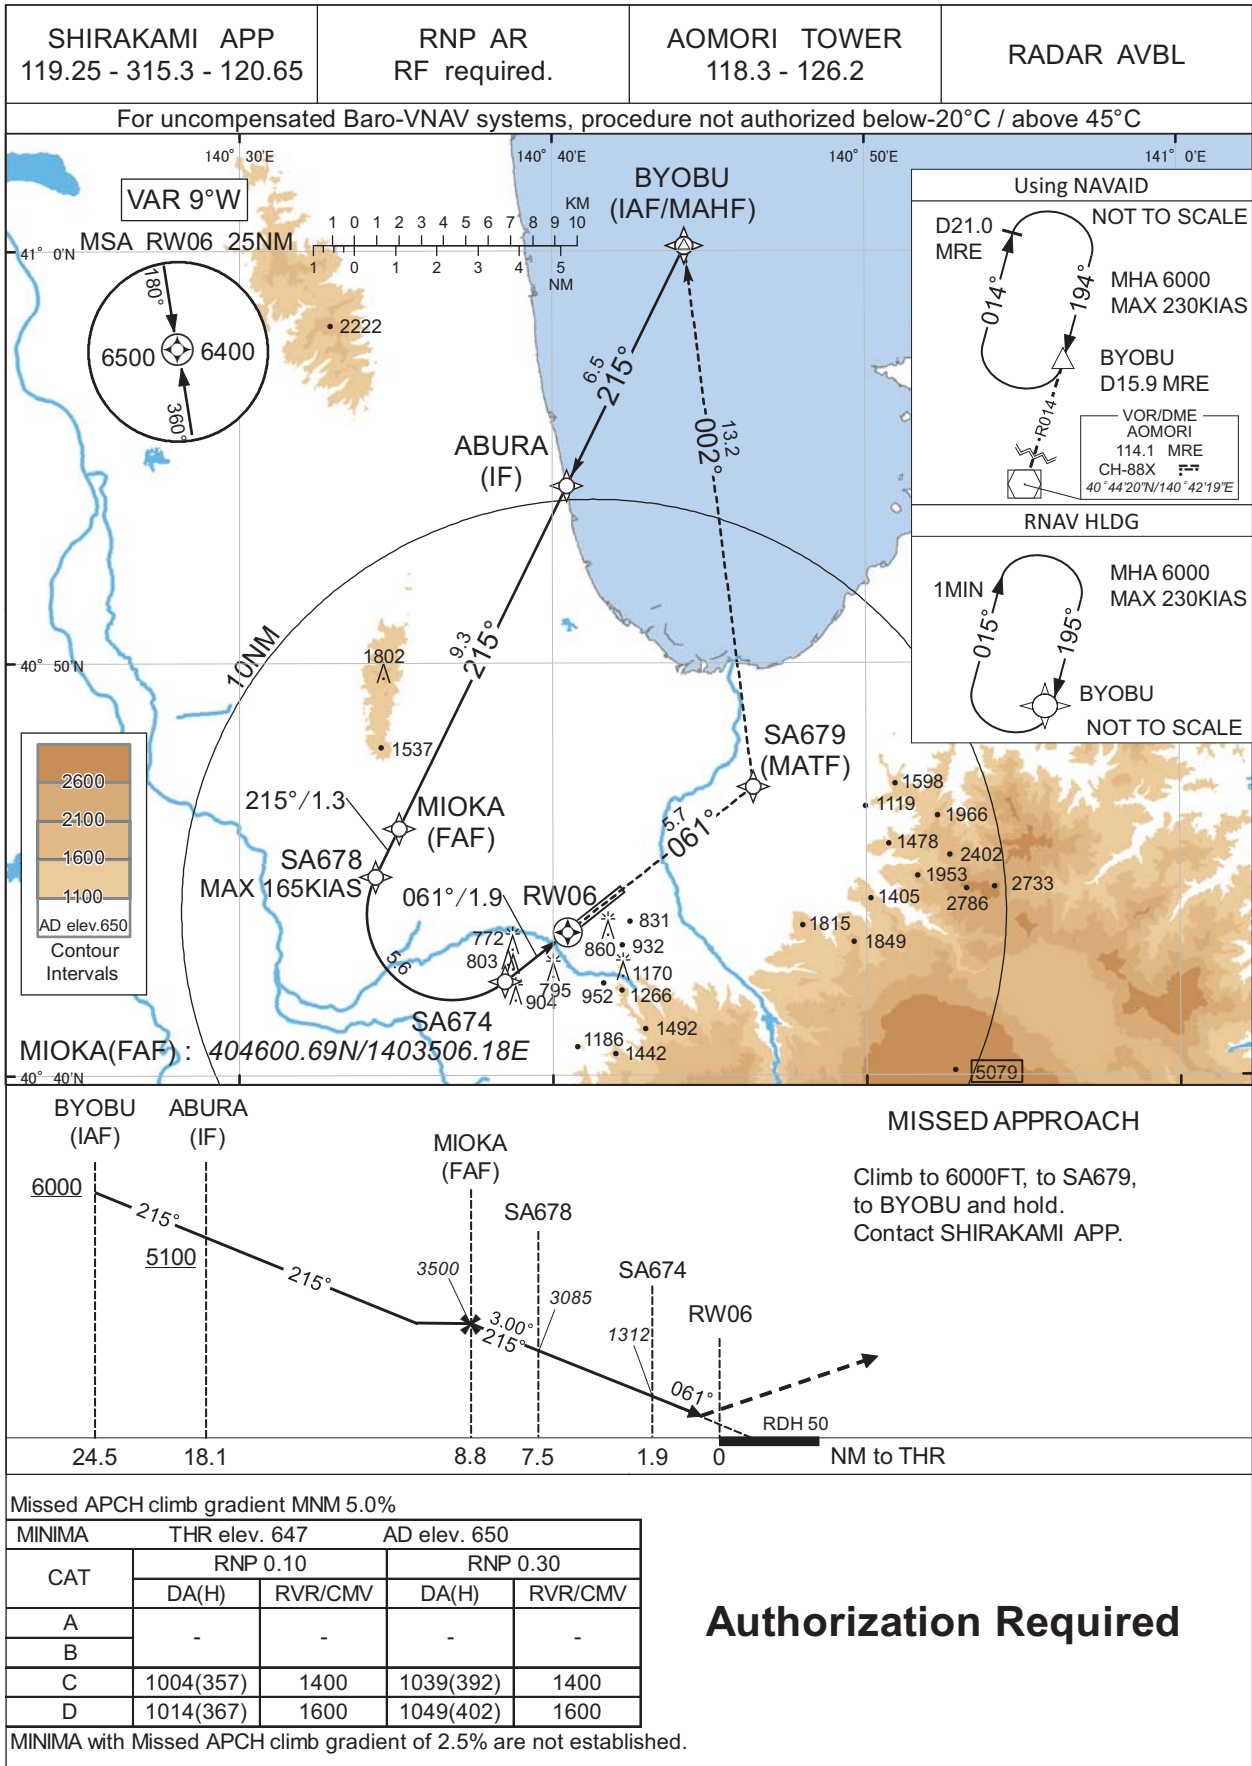 SHIRAKAMI APP
119.25 - 315.3 - 120.65
RNP AR
RF required.
AOMORI TOWER
118.3 - 126.2
RADAR AVBL
For uncompensated Baro-VNAV systems, procedure not authorized below-20°C / above 45°C
140° 30'E
140° 40'E
140° 50'E
141° 0'E
VAR 9°W
MSA RW06 25NM
180°
6500
6400
360°
KM
1 0 1 2 3 4 5 6 7 8 9 10
1 0 1 2 3 4 5
NM
41° 0'N
2222
BYOBU
(IAF/MAHF)
6.5
215°
13.2
002°
ABURA
(IF)
Using NAVAID
NOT TO SCALE
D21.0
MRE
014°
194°
MHA 6000
MAX 230KIAS
BYOBU
D15.9 MRE
R014
VOR/DME
AOMORI
114.1 MRE
CH-88X
40°44'20"N/140°42'19"E
RNAV HLDG
1MIN
015°
195°
MHA 6000
MAX 230KIAS
BYOBU
NOT TO SCALE
10NM
40° 50'N
1802
1537
9.3
215°
215°/1.3
MIOKA
(FAF)
SA678
MAX 165KIAS
061°/1.9
RW06
5.7
061°
SA679
(MATF)
5.6
SA674
772
803
904
795
860
831
932
1170
952
1266
1492
1186
1442
1598
1119
1966
1478
2402
1953
2733
2786
1405
1815
1849
5079
2600
2100
1600
1100
AD elev.650
Contour
Intervals
MIOKA(FAF) : 404600.69N/1403506.18E
40° 40'N
BYOBU
(IAF)
ABURA
(IF)
MIOKA
(FAF)
SA678
SA674
RW06
6000
215°
5100
215°
3500
3.00°
215°
3085
1312
061°
RDH 50
24.5
18.1
8.8
7.5
1.9
0
NM to THR
MISSED APPROACH
Climb to 6000FT, to SA679,
to BYOBU and hold.
Contact SHIRAKAMI APP.
Missed APCH climb gradient MNM 5.0%
MINIMA THR elev. 647 AD elev. 650
CAT RNP 0.10 RNP 0.30
DA(H) RVR/CMV DA(H) RVR/CMV
A
B
- - - -
C 1004(357) 1400 1039(392) 1400
D 1014(367) 1600 1049(402) 1600
MINIMA with Missed APCH climb gradient of 2.5% are not established.
Authorization Required